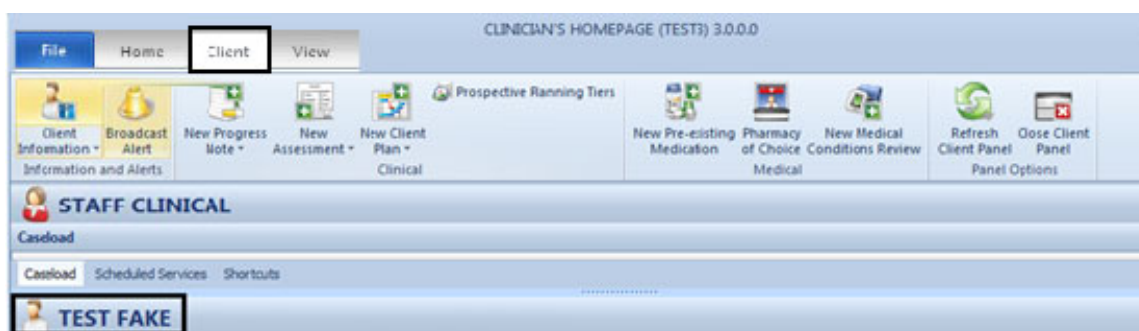 CLINICIAN'S HOMEPAGE (TEST3) 3.0.0.0
File Home Client View
Prospective Planning Tiers
Client Information Broadcast Alert New Progress Note New Assessment New Client Plan New Pre-existing Medication Pharmacy of Choice New Medical Conditions Review Refresh Client Panel Close Client Panel
Information and Alerts Clinical Medical Panel Options
STAFF CLINICAL
Caseload
Caseload Scheduled Services Shortcuts
TEST FAKE